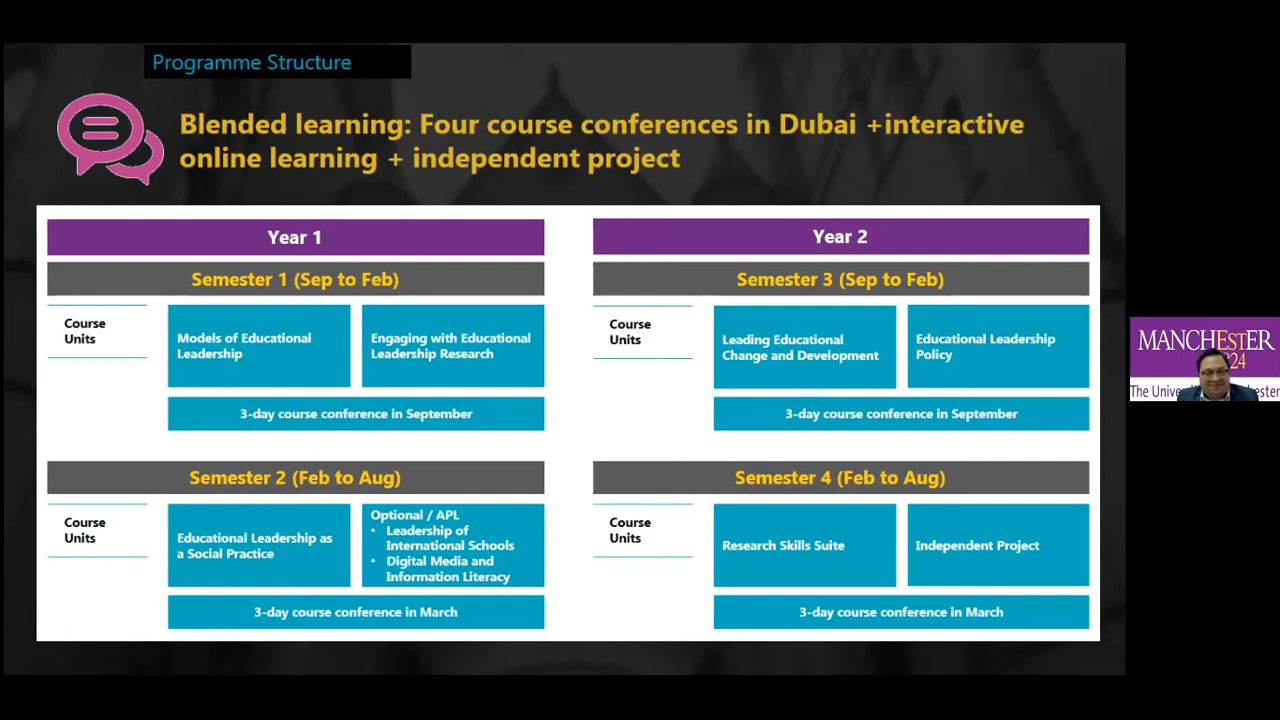 Programme Structure
Blended learning: Four course conferences in Dubai +interactive
online learning + independent project
Year 1
Semester 1 (Sep to Feb)
Course
Units
Models of Educational
Leadership
Engaging with Educational
Leadership Research
3-day course conference in September
Semester 2 (Feb to Aug)
Course
Units
Educational Leadership as
a Social Practice
Optional / APL
• Leadership of
International Schools
• Digital Media and
Information Literacy
3-day course conference in March
Year 2
Semester 3 (Sep to Feb)
Course
Units
Leading Educational
Change and Development
Educational Leadership
Policy
3-day course conference in September
Semester 4 (Feb to Aug)
Course
Units
Research Skills Suite
Independent Project
3-day course conference in March
MANCHESTER
24
The Unive ester